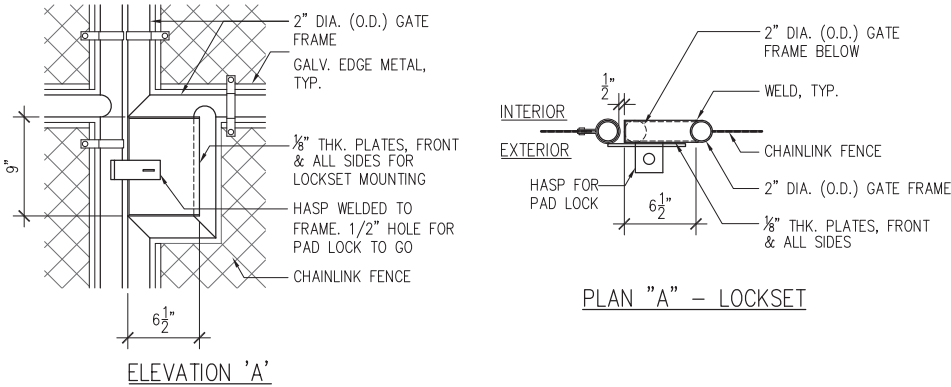 2" DIA. (O.D.) GATE
FRAME
GALV. EDGE METAL,
TYP.
9"
⅛" THK. PLATES, FRONT
& ALL SIDES FOR
LOCKSET MOUNTING
HASP WELDED TO
FRAME. 1/2" HOLE FOR
PAD LOCK TO GO
CHAINLINK FENCE
6½"
ELEVATION 'A'
2" DIA. (O.D.) GATE
FRAME BELOW
½"
WELD, TYP.
INTERIOR
EXTERIOR
CHAINLINK FENCE
HASP FOR
PAD LOCK
6½"
2" DIA. (O.D.) GATE FRAME
⅛" THK. PLATES, FRONT
& ALL SIDES
PLAN "A" - LOCKSET